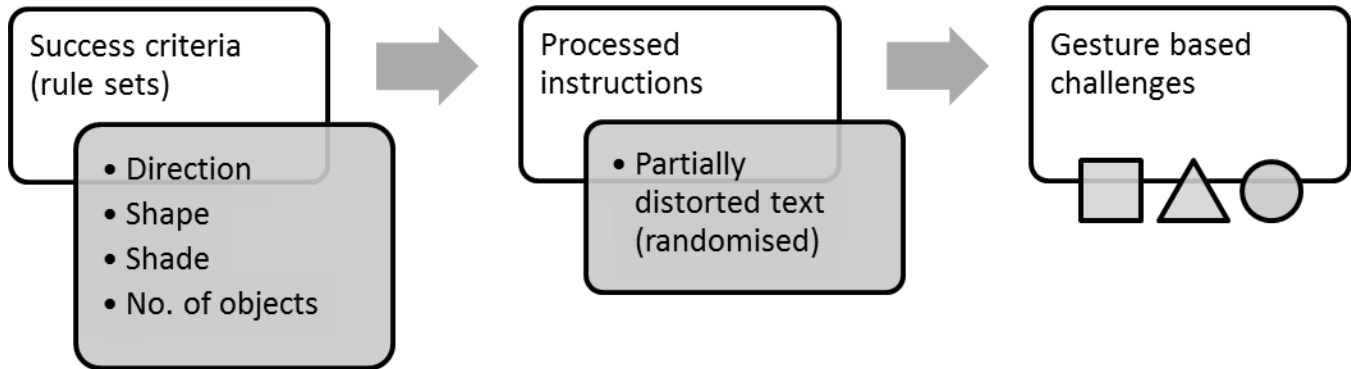 Success criteria
(rule sets)
• Direction
• Shape
• Shade
• No. of objects
Processed
instructions
• Partially
distorted text
(randomised)
Gesture based
challenges